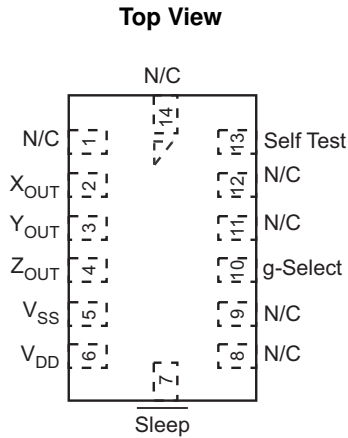 Top View
N/C
14
N/C 1 13 Self Test
XOUT 2 12 N/C
YOUT 3 11 N/C
ZOUT 4 10 g-Select
VSS 5 9 N/C
VDD 6 8 N/C
7
Sleep